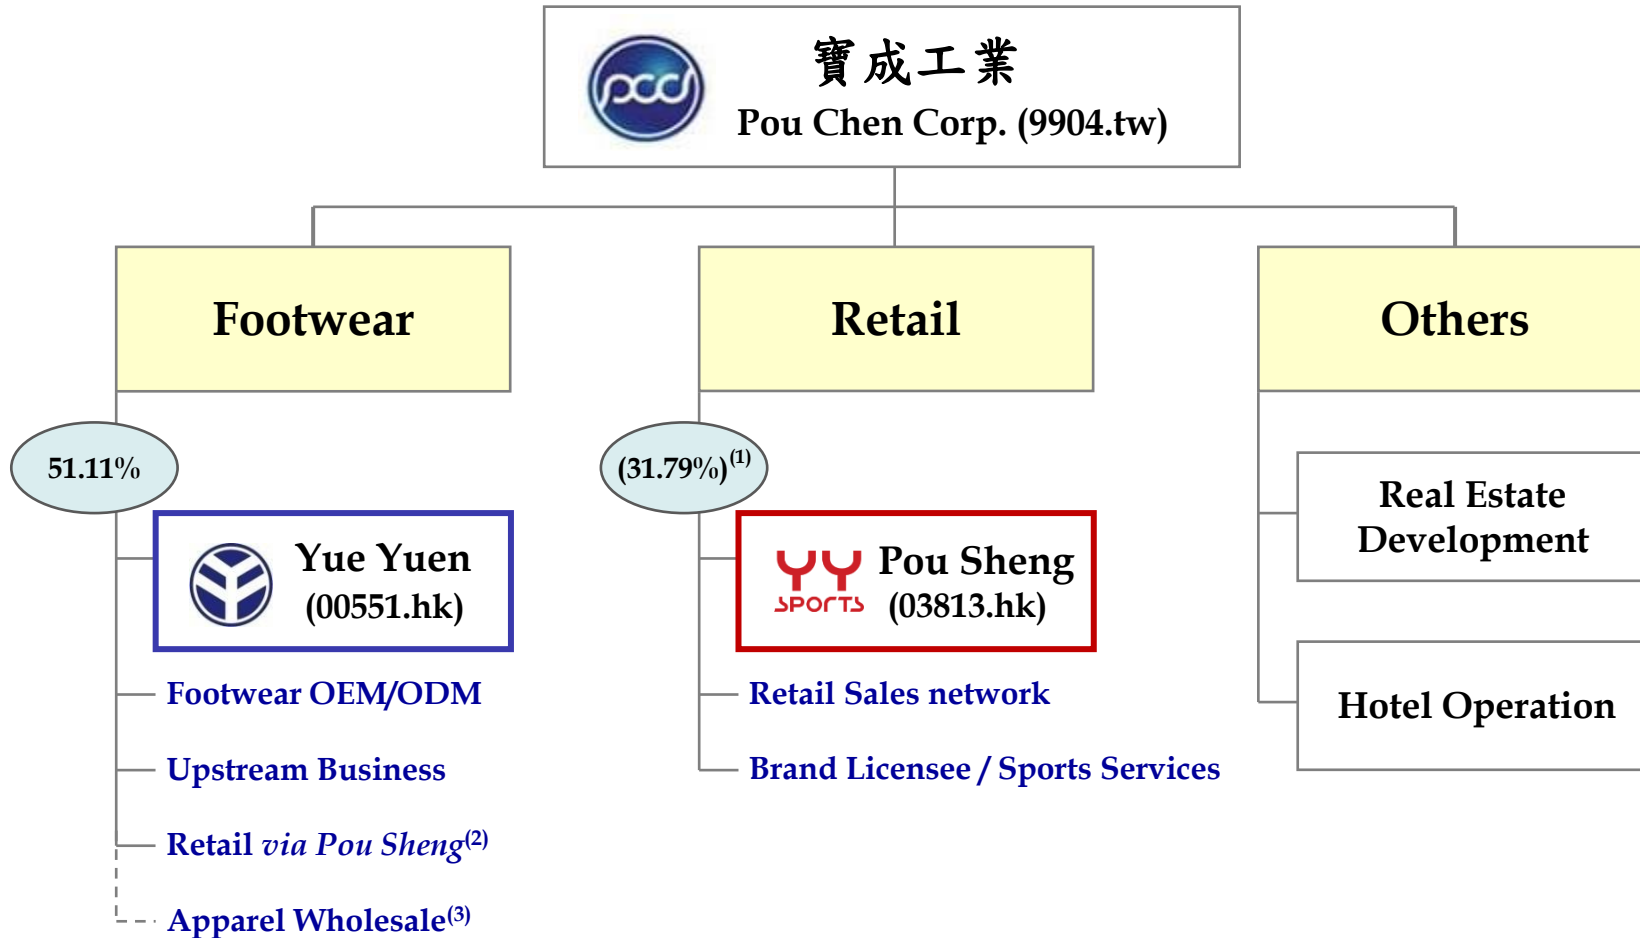 pcc
寶成工業
Pou Chen Corp. (9904.tw)
Footwear
Retail
Others
51.11%
(31.79%)(1)
Yue Yuen
(00551.hk)
YY
SPORTS
Pou Sheng
(03813.hk)
Real Estate
Development
Footwear OEM/ODM
Retail Sales network
Hotel Operation
Upstream Business
Brand Licensee / Sports Services
Retail via Pou Sheng(2)
Apparel Wholesale(3)